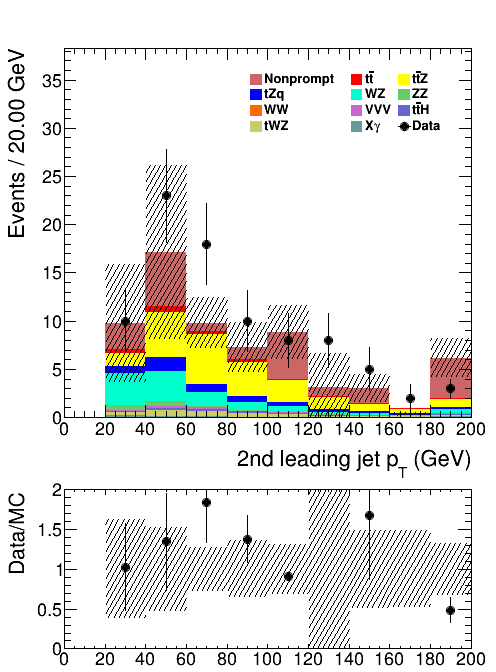 Events / 20.00 GeV
35
30
25
20
15
10
5
0
Nonprompt tt̄ tt̄Z
tZq WZ ZZ
WW VVV tt̄H
tWZ Xγ Data
0 20 40 60 80 100 120 140 160 180 200
2nd leading jet p_T (GeV)
Data/MC
2
1.5
1
0.5
0
0 20 40 60 80 100 120 140 160 180 200